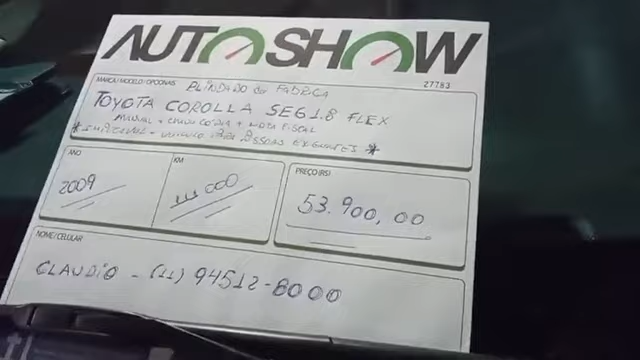 AUTOSHOW
27783
MARCA/MODELO/OPCIONAIS BLINDADO DE FABRICA
TOYOTA COROLLA SEG 1.8 FLEX
MANUAL + CHAVE CÓPIA + NOTA FISCAL
* IMPECÁVEL - VEÍCULO PARA PESSOAS EXIGENTES *
ANO KM PREÇO (R$)
2009 111.000 53.900,00
NOME/CELULAR
CLAUDIO - (11) 94512-8000